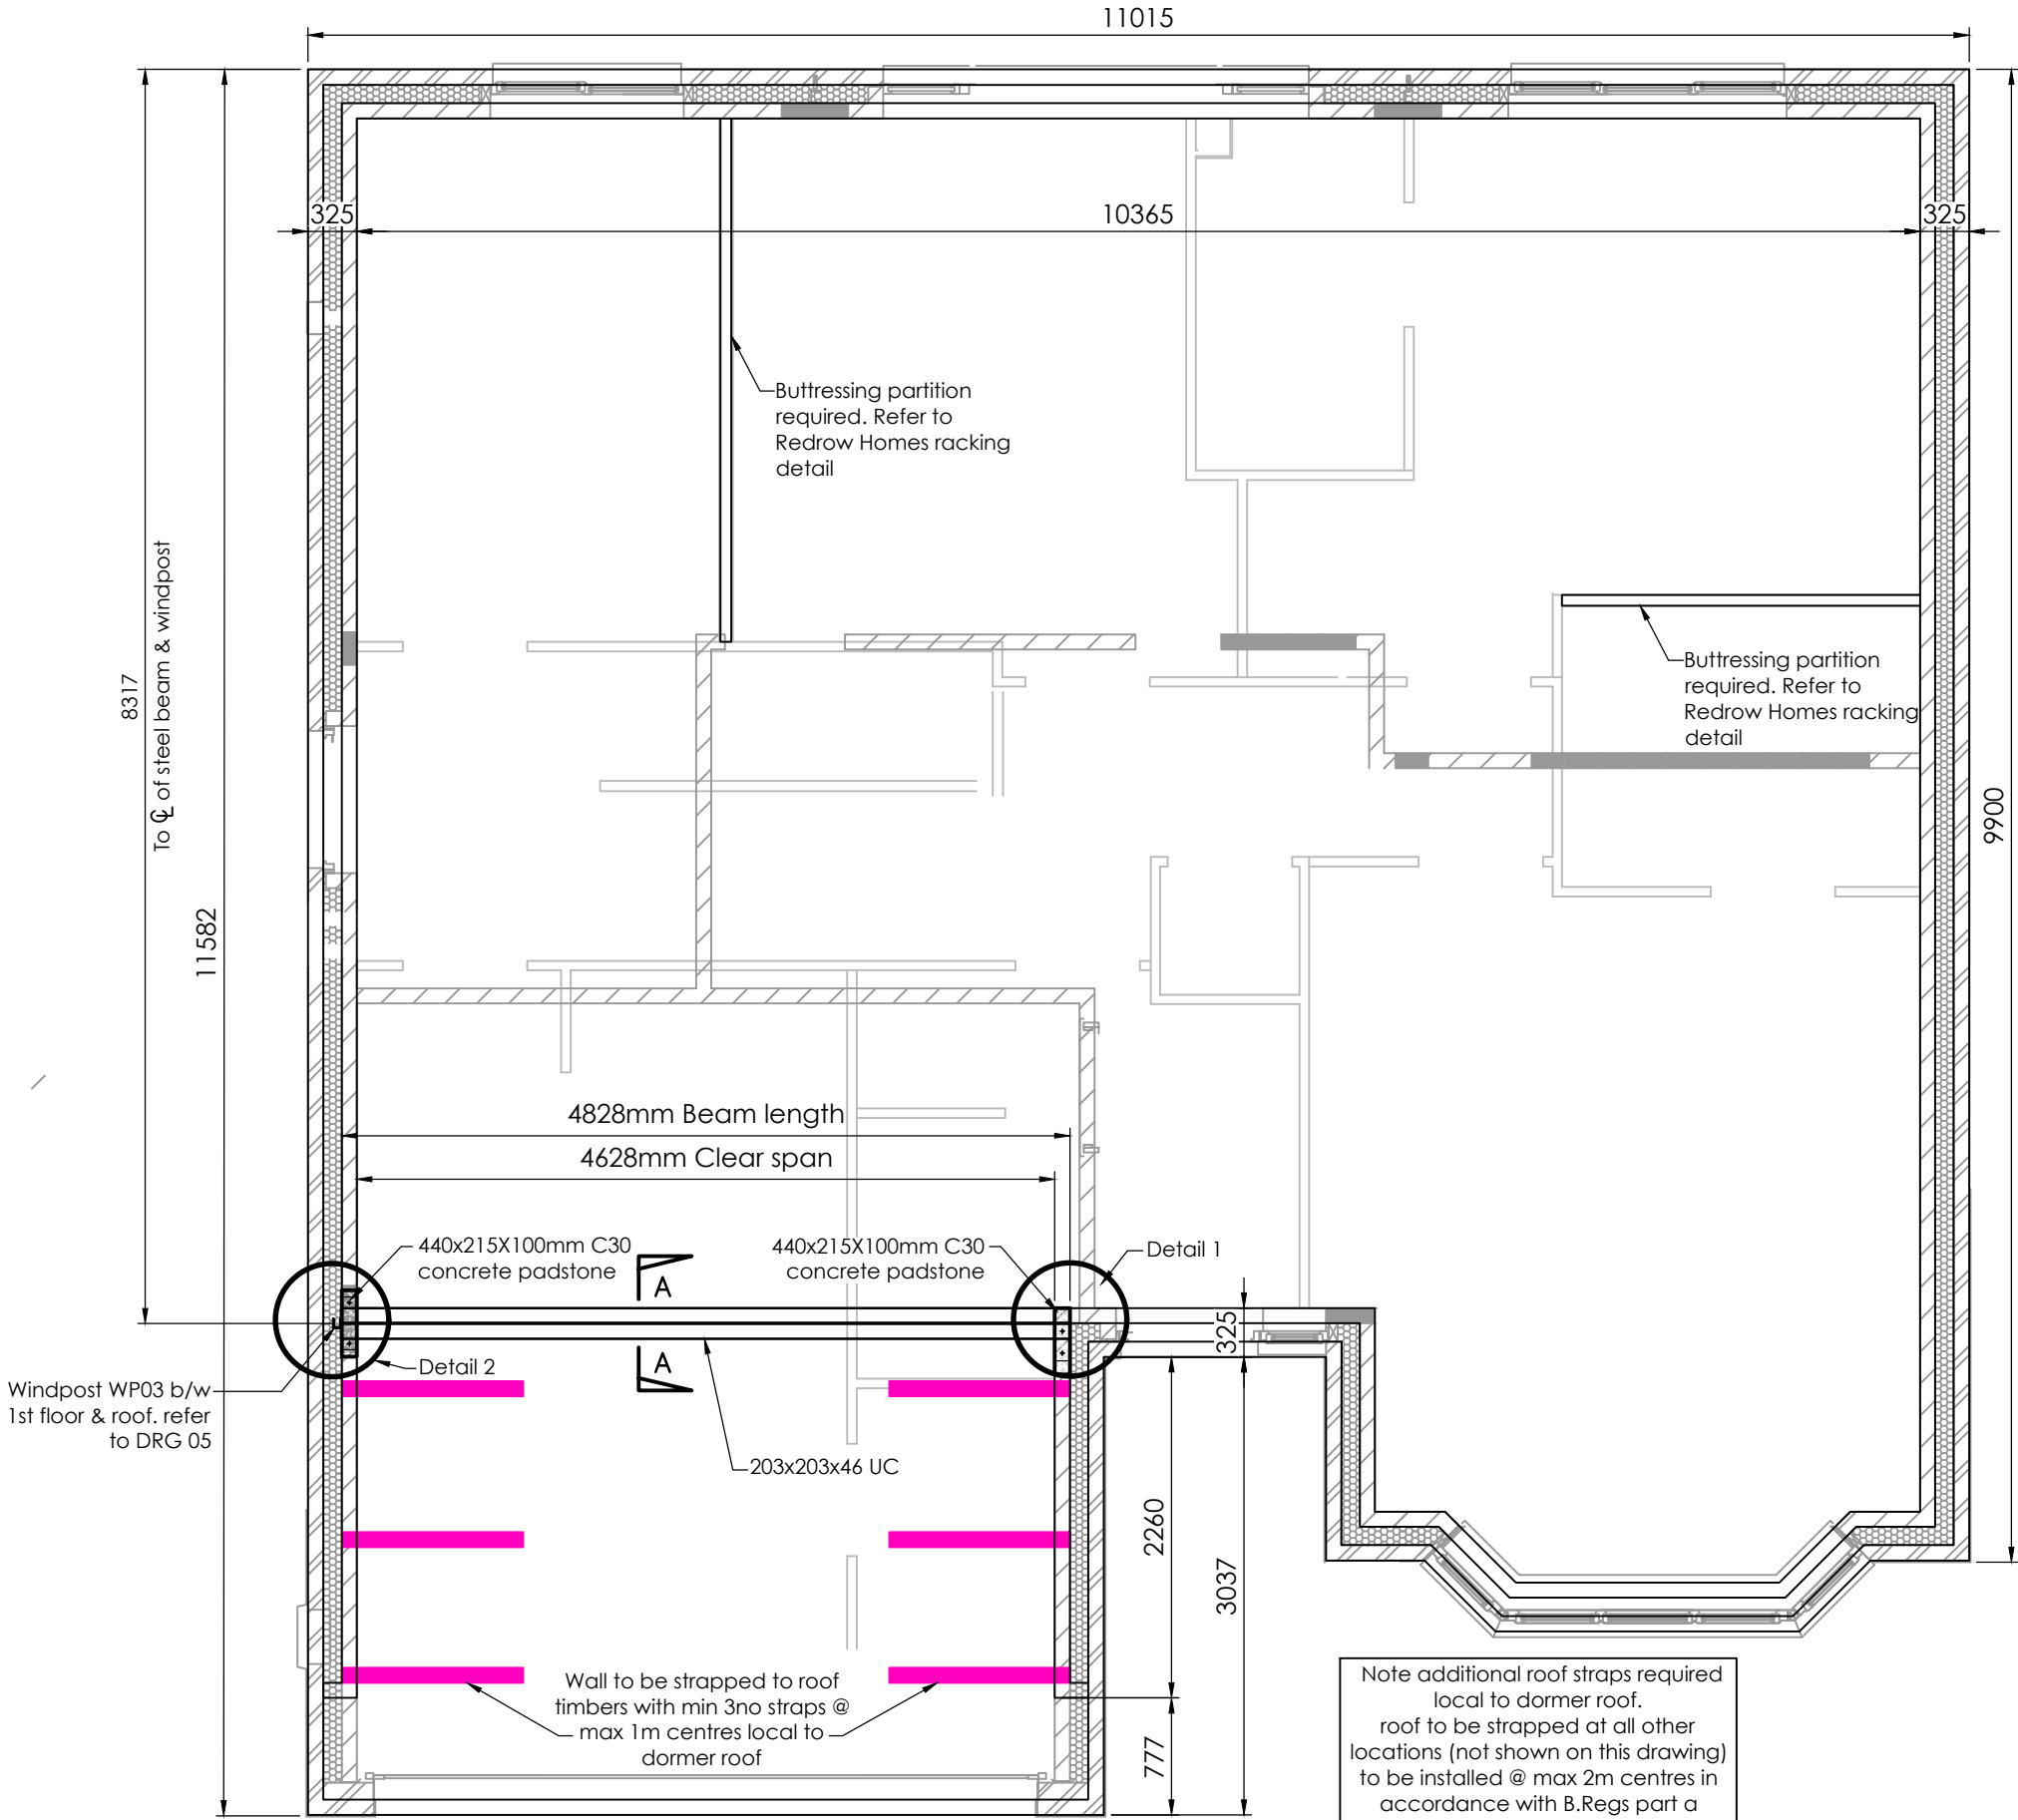 11015
325
10365
325
Buttressing partition
required. Refer to
Redrow Homes racking
detail
8317
To ℄ of steel beam & windpost
Buttressing partition
required. Refer to
Redrow Homes racking
detail
9900
11582
4828mm Beam length
4628mm Clear span
440x215X100mm C30
concrete padstone
A
440x215X100mm C30
concrete padstone
Detail 1
325
A
Detail 2
Windpost WP03 b/w
1st floor & roof. refer
to DRG 05
203x203x46 UC
2260
3037
Wall to be strapped to roof
timbers with min 3no straps @
max 1m centres local to
dormer roof
777
Note additional roof straps required
local to dormer roof.
roof to be strapped at all other
locations (not shown on this drawing)
to be installed @ max 2m centres in
accordance with B.Regs part a